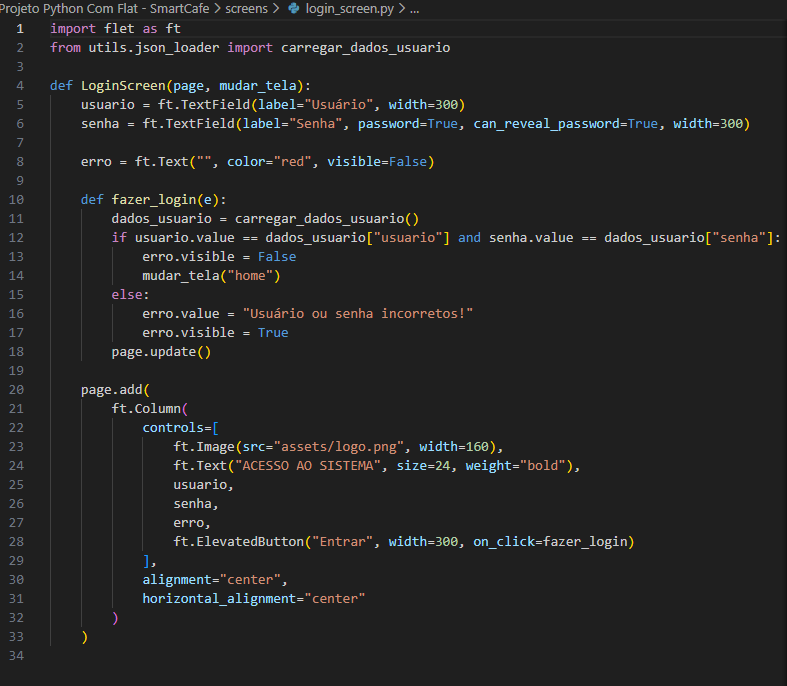 Projeto Python Com Flat - SmartCafe > screens > login_screen.py > ...
1 import flet as ft
2 from utils.json_loader import carregar_dados_usuario
3
4 def LoginScreen(page, mudar_tela):
5     usuario = ft.TextField(label="Usuário", width=300)
6     senha = ft.TextField(label="Senha", password=True, can_reveal_password=True, width=300)
7
8     erro = ft.Text("", color="red", visible=False)
9
10     def fazer_login(e):
11         dados_usuario = carregar_dados_usuario()
12         if usuario.value == dados_usuario["usuario"] and senha.value == dados_usuario["senha"]:
13             erro.visible = False
14             mudar_tela("home")
15         else:
16             erro.value = "Usuário ou senha incorretos!"
17             erro.visible = True
18         page.update()
19
20     page.add(
21         ft.Column(
22             controls=[
23                 ft.Image(src="assets/logo.png", width=160),
24                 ft.Text("ACESSO AO SISTEMA", size=24, weight="bold"),
25                 usuario,
26                 senha,
27                 erro,
28                 ft.ElevatedButton("Entrar", width=300, on_click=fazer_login)
29             ],
30             alignment="center",
31             horizontal_alignment="center"
32         )
33     )
34